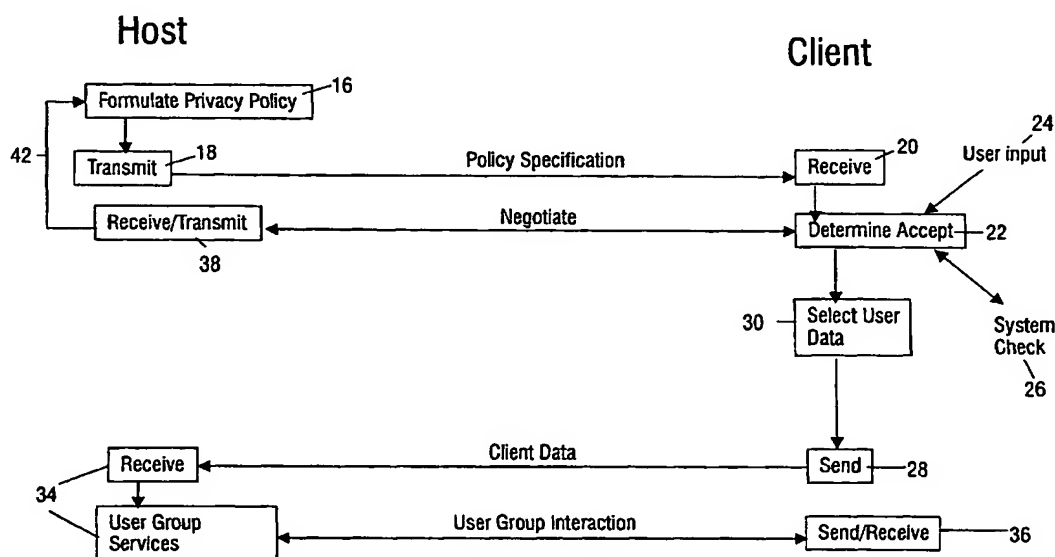 Host
Client
Formulate Privacy Policy
16
24
User input
42
Transmit
18
Policy Specification
Receive
20
Receive/Transmit
38
Negotiate
Determine Accept
22
30
Select User
Data
System
Check
26
Receive
Client Data
Send
28
34
User Group
Services
User Group Interaction
Send/Receive
36